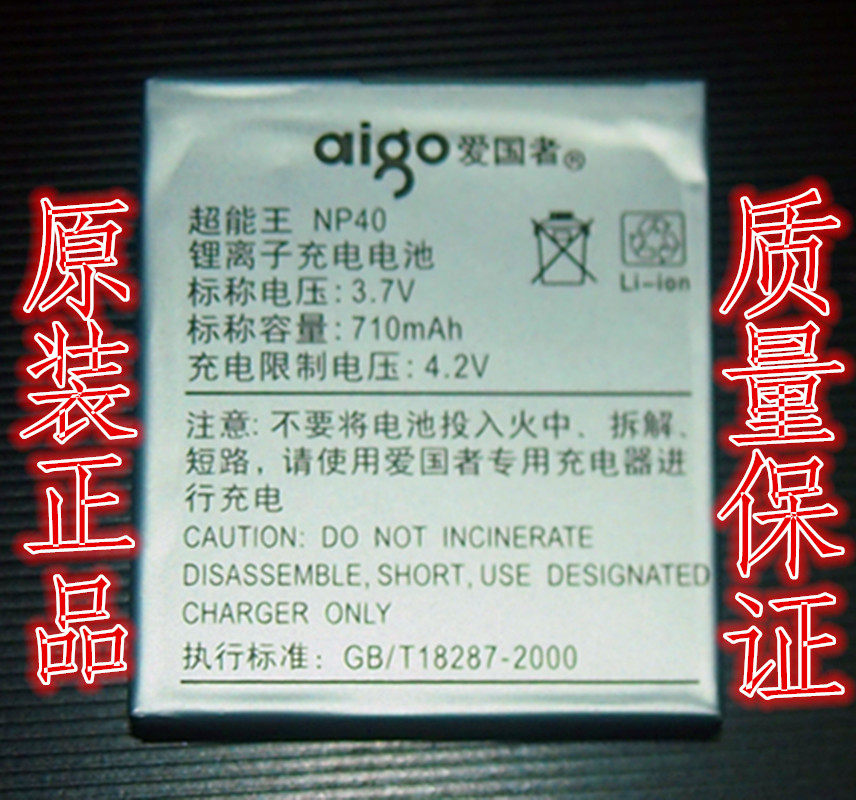 aigo爱国者®
超能王 NP40
锂离子充电电池
标称电压: 3.7V
标称容量: 710mAh
充电限制电压: 4.2V
Li-ion
注意: 不要将电池投入火中、拆解、
短路，请使用爱国者专用充电器进
行充电
CAUTION: DO NOT INCINERATE
DISASSEMBLE, SHORT, USE DESIGNATED
CHARGER ONLY
执行标准: GB/T18287-2000
原装正品
质量保证